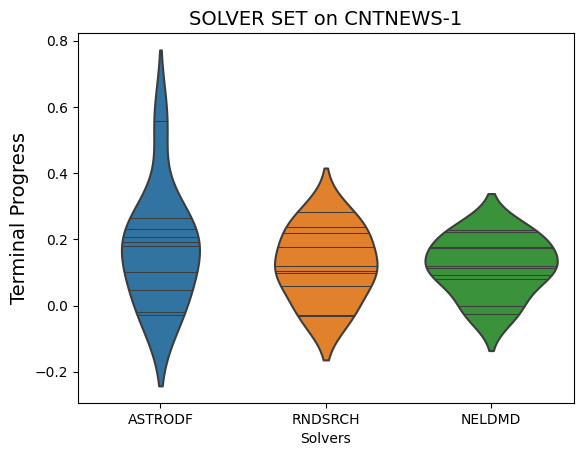 SOLVER SET on CNTNEWS-1
Terminal Progress
0.8
0.6
0.4
0.2
0.0
−0.2
ASTRODF
RNDSRCH
NELDMD
Solvers